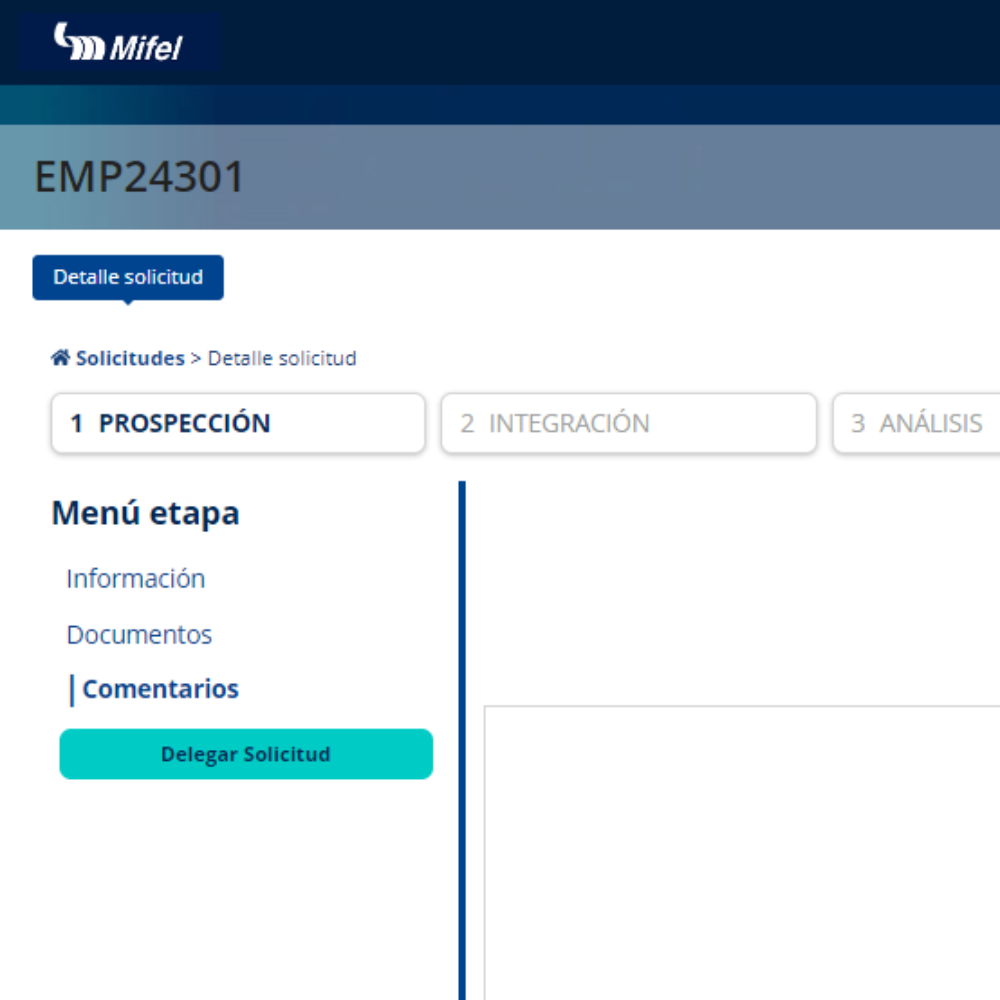 Mifel
EMP24301
Detalle solicitud
Solicitudes > Detalle solicitud
1 PROSPECCIÓN
2 INTEGRACIÓN
3 ANÁLISIS
Menú etapa
Información
Documentos
Comentarios
Delegar Solicitud